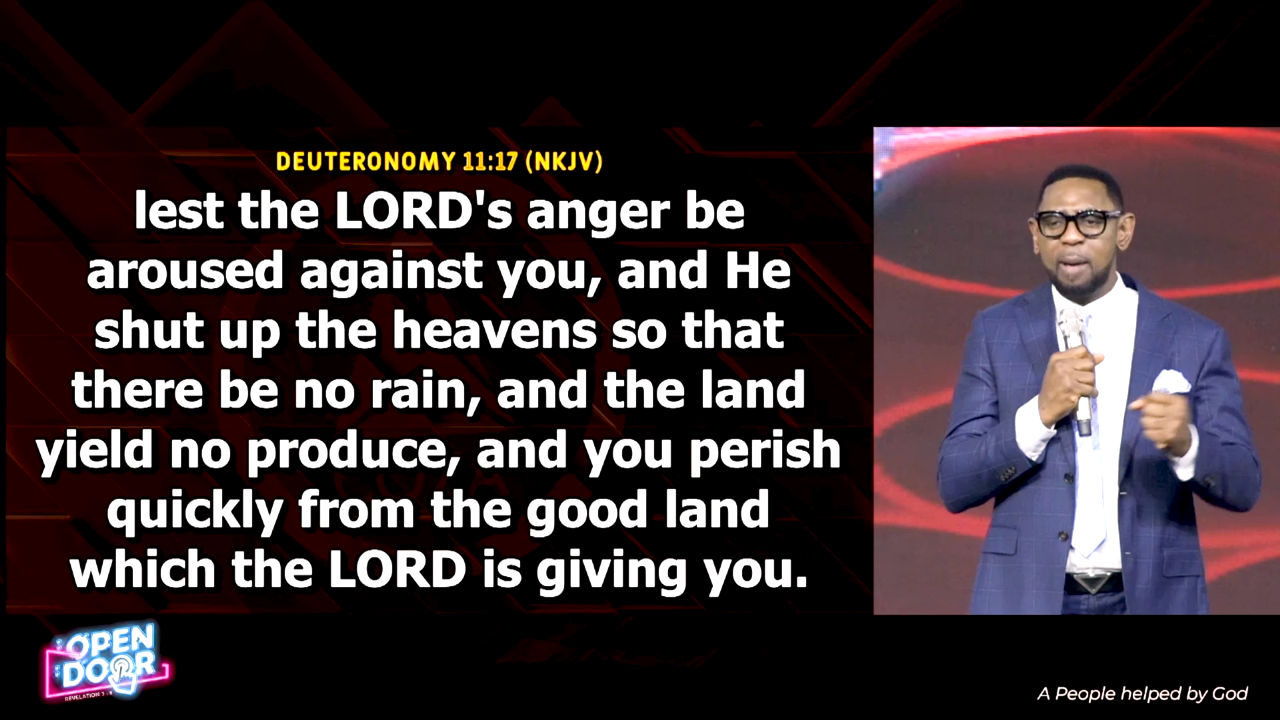 DEUTERONOMY 11:17 (NKJV)
lest the LORD's anger be
aroused against you, and He
shut up the heavens so that
there be no rain, and the land
yield no produce, and you perish
quickly from the good land
which the LORD is giving you.
OPEN
DOOR
A People helped by God